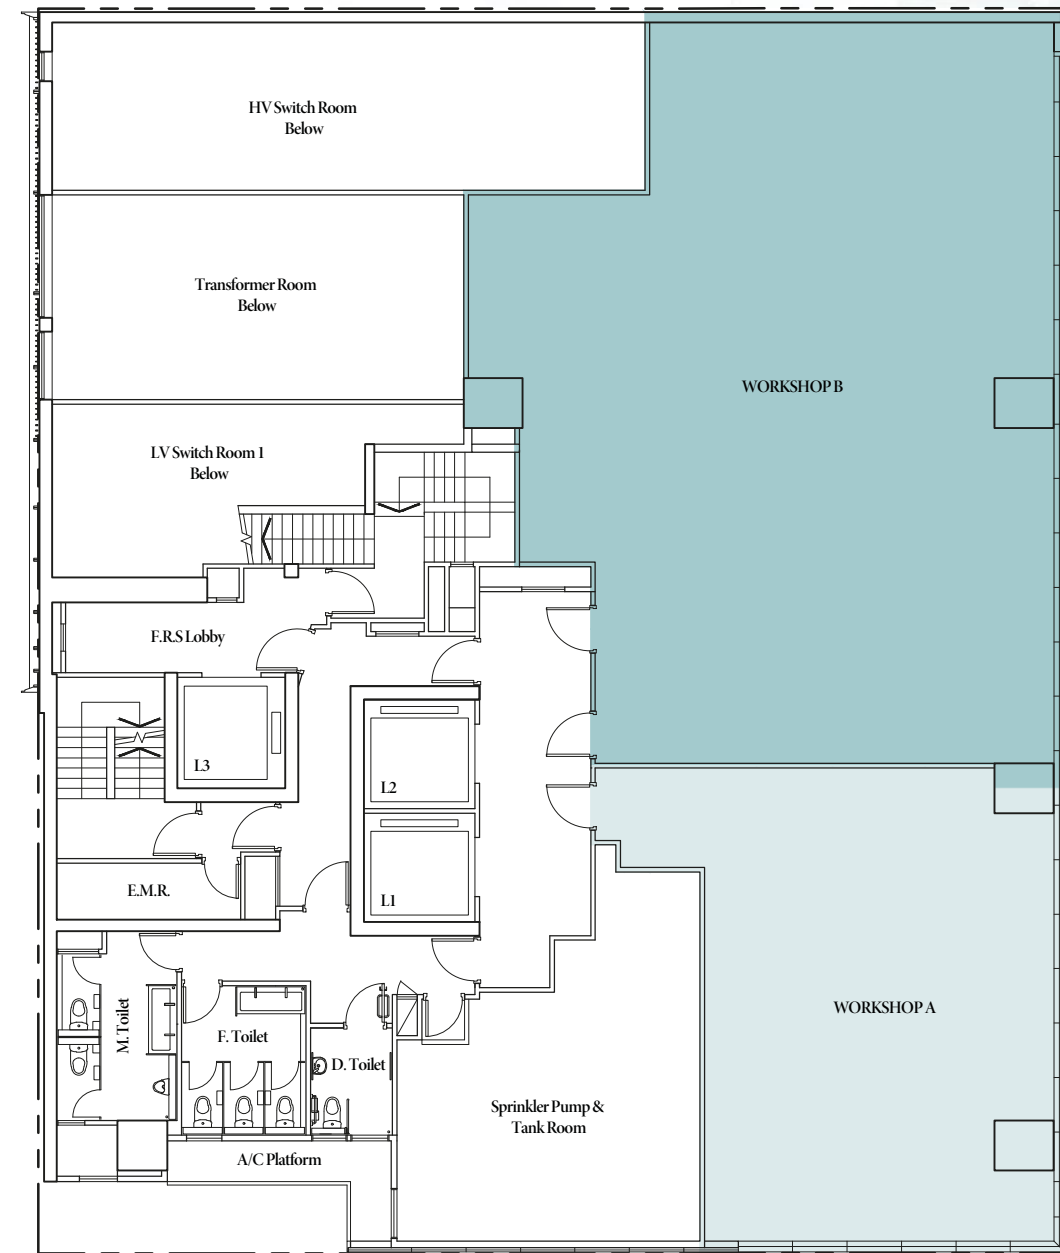 HV Switch Room
Below
Transformer Room
Below
WORKSHOP B
LV Switch Room 1
Below
F.R.S Lobby
L3
L2
E.M.R.
L1
M. Toilet
F. Toilet
WORKSHOP A
D. Toilet
Sprinkler Pump &
Tank Room
A/C Platform